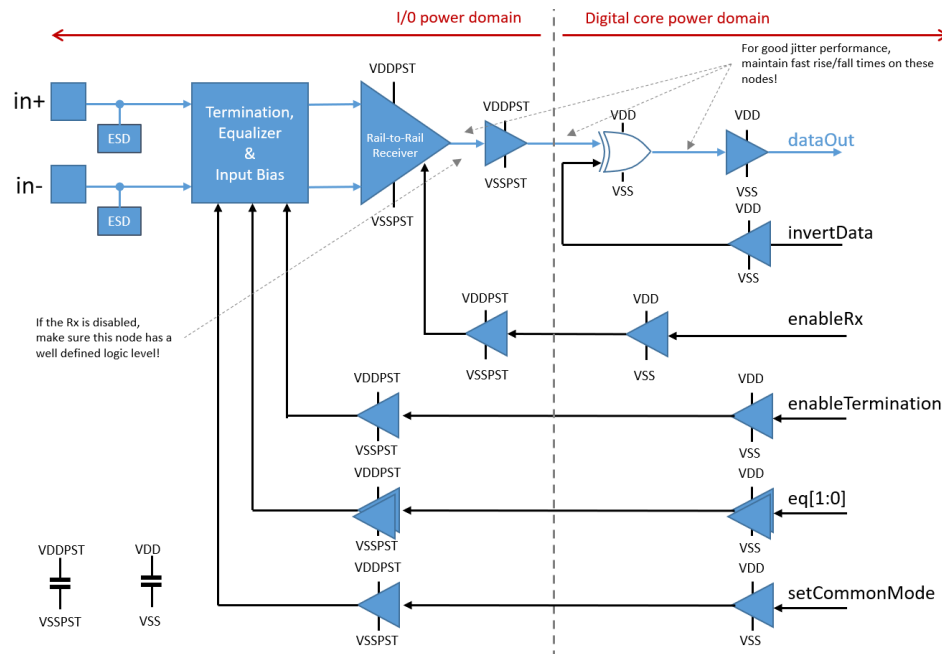 I/0 power domain
Digital core power domain
For good jitter performance,
maintain fast rise/fall times on these
nodes!
VDDPST
VDDPST
VDD
VDD
in+
ESD
Termination,
Equalizer
&
Input Bias
Rail-to-Rail
Receiver
dataOut
in-
ESD
VSSPST
VSSPST
VSS
VSS
VDD
invertData
VSS
If the Rx is disabled,
make sure this node has a
well defined logic level!
VDDPST
VDD
enableRx
VSSPST
VSS
VDDPST
VDD
enableTermination
VSSPST
VSS
VDDPST
VDD
eq[1:0]
VSSPST
VSS
VDDPST
VDD
VDDPST
VDD
setCommonMode
VSSPST
VSS
VSSPST
VSS